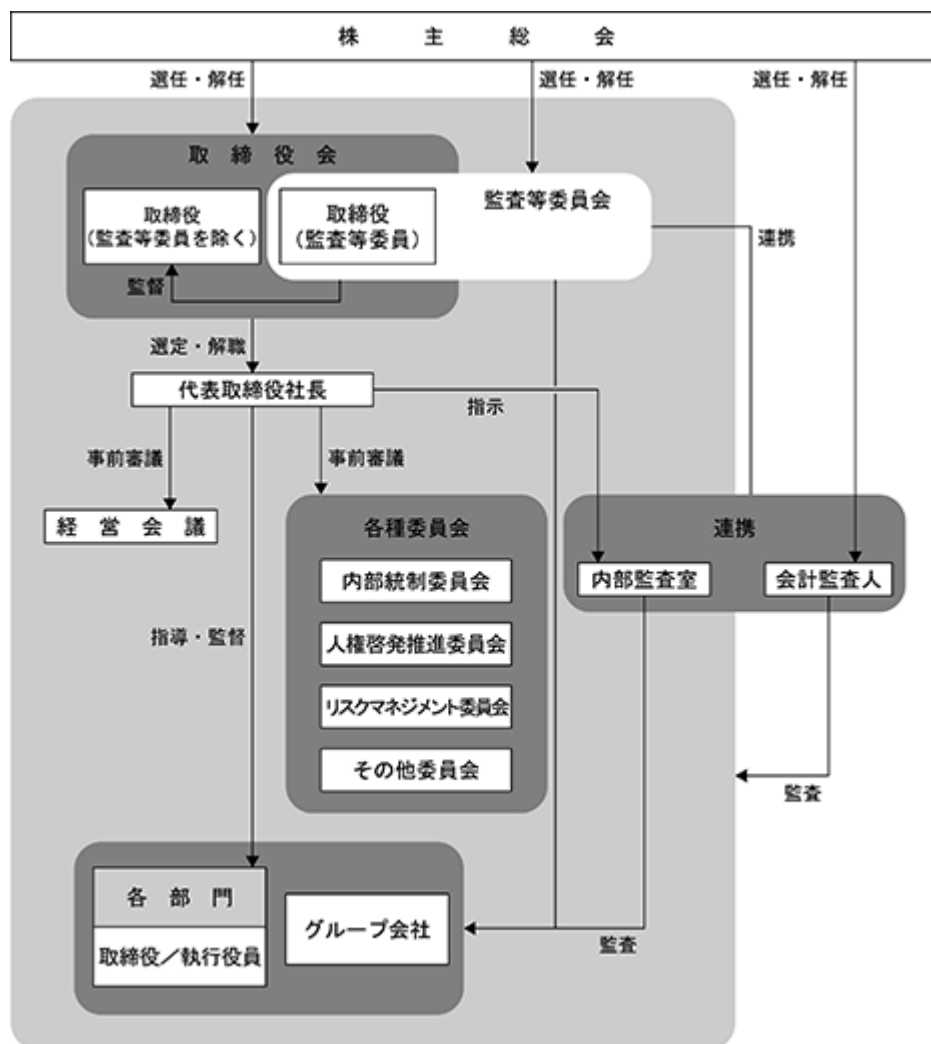 株主総会
選任・解任
選任・解任
選任・解任
取締役会
監査等委員会
取締役
(監査等委員を除く)
取締役
(監査等委員)
連携
監督
選定・解職
代表取締役社長
指示
事前審議
事前審議
経営会議
各種委員会
連携
内部統制委員会
内部監査室
会計監査人
人権啓発推進委員会
指導・監督
リスクマネジメント委員会
その他委員会
監査
各部門
取締役／執行役員
グループ会社
監査